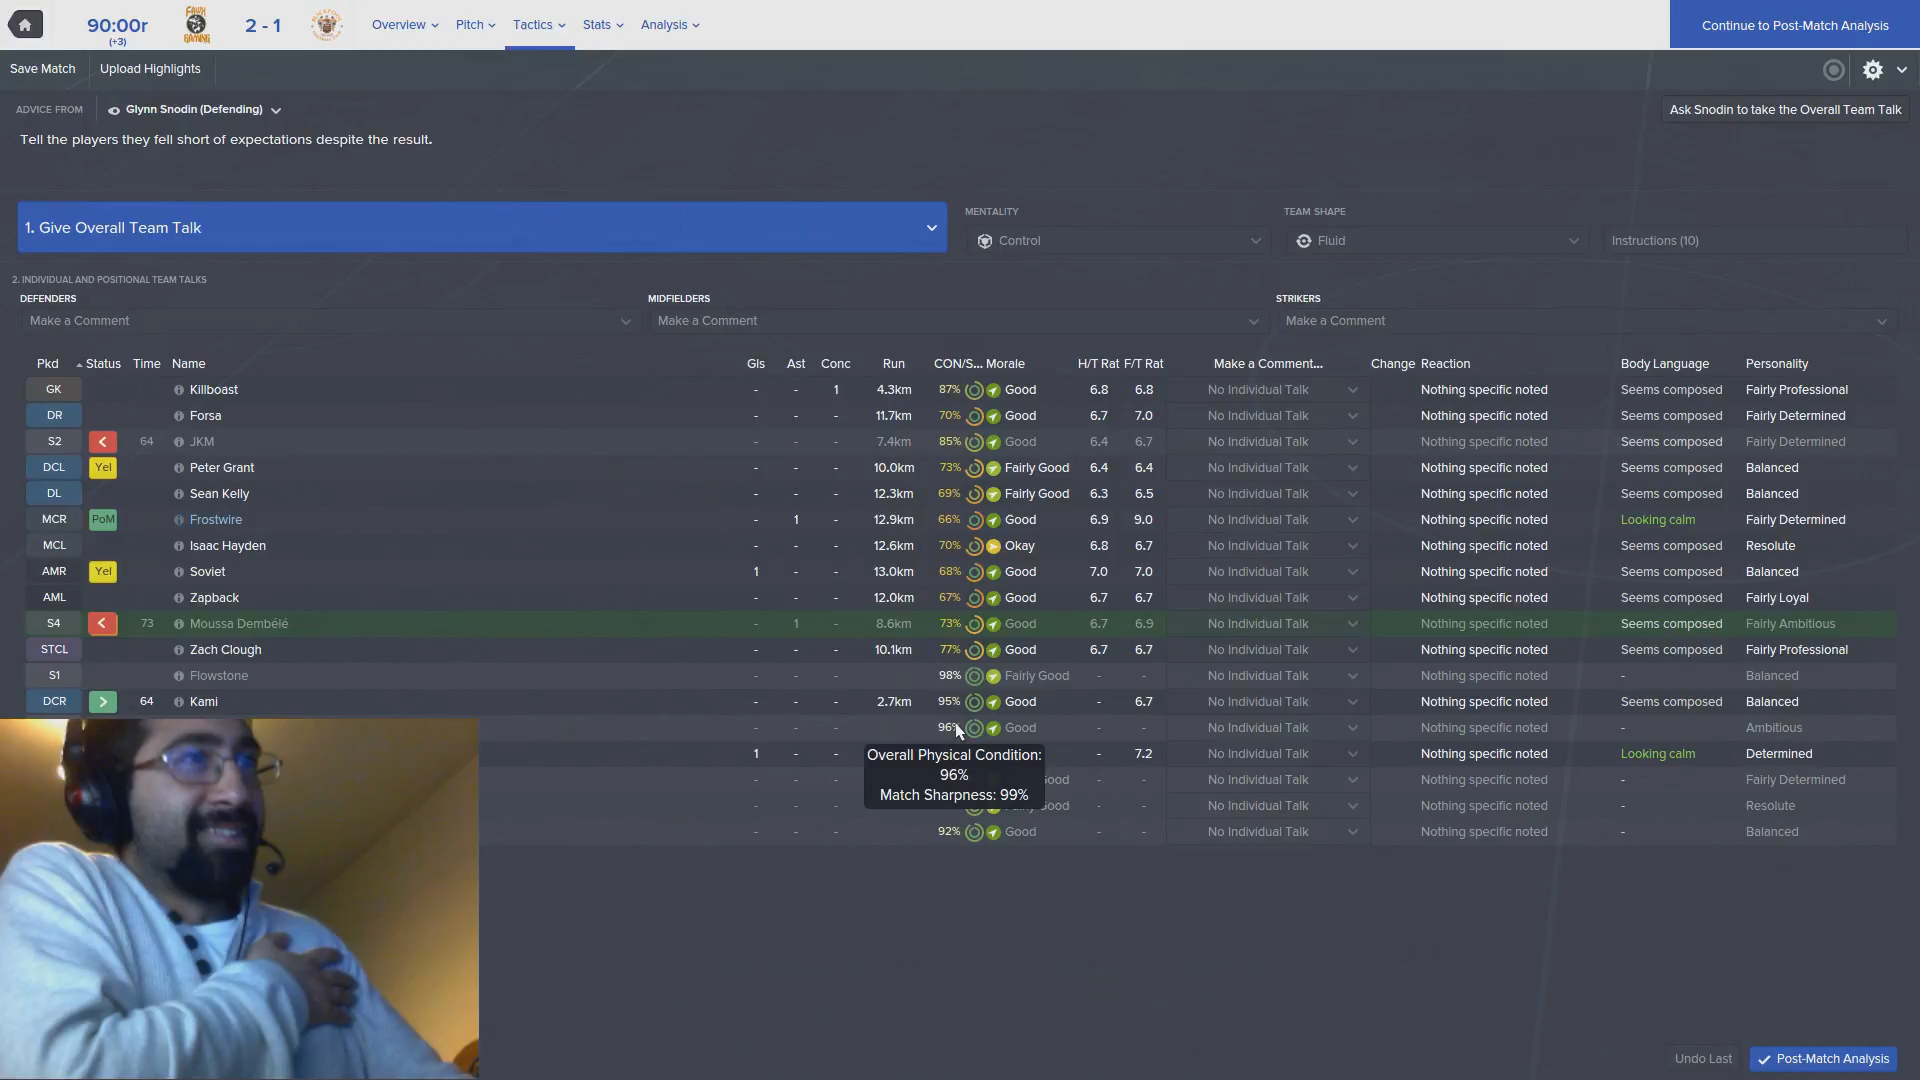 90:00r
(+3)
FAWX
GAMING
2 - 1
Overview
Pitch
Tactics
Stats
Analysis
Continue to Post-Match Analysis
Save Match
Upload Highlights
ADVICE FROM
Glynn Snodin (Defending)
Ask Snodin to take the Overall Team Talk
Tell the players they fell short of expectations despite the result.
1. Give Overall Team Talk
MENTALITY
Control
TEAM SHAPE
Fluid
Instructions (10)
2. INDIVIDUAL AND POSITIONAL TEAM TALKS
DEFENDERS
MIDFIELDERS
STRIKERS
Make a Comment
Make a Comment
Make a Comment
Pkd Status Time Name Gls Ast Conc Run CON/S... Morale H/T Rat F/T Rat Make a Comment... Change Reaction Body Language Personality
GK Killboast - - 1 4.3km 87% Good 6.8 6.8 No Individual Talk Nothing specific noted Seems composed Fairly Professional
DR Forsa - - - 11.7km 70% Good 6.7 7.0 No Individual Talk Nothing specific noted Seems composed Fairly Determined
S2 < 64 JKM - - - 7.4km 85% Good 6.4 6.7 No Individual Talk Nothing specific noted Seems composed Fairly Determined
DCL Yel Peter Grant - - - 10.0km 73% Fairly Good 6.4 6.4 No Individual Talk Nothing specific noted Seems composed Balanced
DL Sean Kelly - - - 12.3km 69% Fairly Good 6.3 6.5 No Individual Talk Nothing specific noted Seems composed Balanced
MCR PoM Frostwire - 1 - 12.9km 66% Good 6.9 9.0 No Individual Talk Nothing specific noted Looking calm Fairly Determined
MCL Isaac Hayden - - - 12.6km 70% Okay 6.8 6.7 No Individual Talk Nothing specific noted Seems composed Resolute
AMR Yel Soviet 1 - - 13.0km 68% Good 7.0 7.0 No Individual Talk Nothing specific noted Seems composed Balanced
AML Zapback - - - 12.0km 67% Good 6.7 6.7 No Individual Talk Nothing specific noted Seems composed Fairly Loyal
S4 < 73 Moussa Dembélé - 1 - 8.6km 73% Good 6.7 6.9 No Individual Talk Nothing specific noted Seems composed Fairly Ambitious
STCL Zach Clough - - - 10.1km 77% Good 6.7 6.7 No Individual Talk Nothing specific noted Seems composed Fairly Professional
S1 Flowstone - - - 98% Fairly Good - - No Individual Talk Nothing specific noted - Balanced
DCR > 64 Kami - - - 2.7km 95% Good - 6.7 No Individual Talk Nothing specific noted Seems composed Balanced
- - - 96% Good - - No Individual Talk Nothing specific noted - Ambitious
1 - - - 7.2 No Individual Talk Nothing specific noted Looking calm Determined
- - - Good - - No Individual Talk Nothing specific noted - Fairly Determined
- - - Good - - No Individual Talk Nothing specific noted - Resolute
- - - 92% Good - - No Individual Talk Nothing specific noted - Balanced
Overall Physical Condition:
96%
Match Sharpness: 99%
Undo Last
Post-Match Analysis